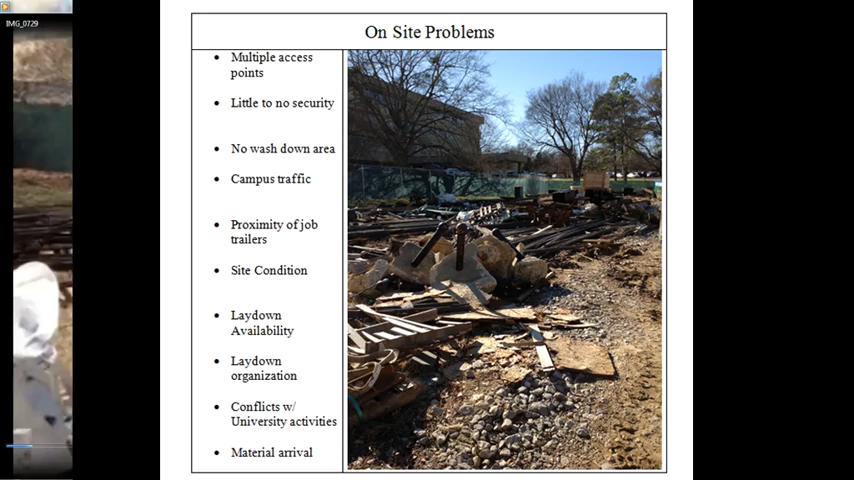 IMG_0729
On Site Problems
• Multiple access
points
• Little to no security
• No wash down area
• Campus traffic
• Proximity of job
trailers
• Site Condition
• Laydown
Availability
• Laydown
organization
• Conflicts w/
University activities
• Material arrival